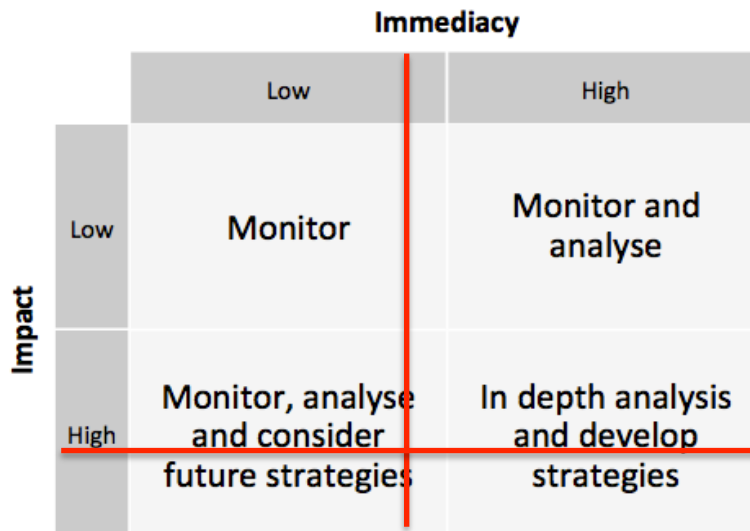 Immediacy
Low
High
Impact
Low
Monitor
Monitor and
analyse
High
Monitor, analyse
and consider
future strategies
In depth analysis
and develop
strategies